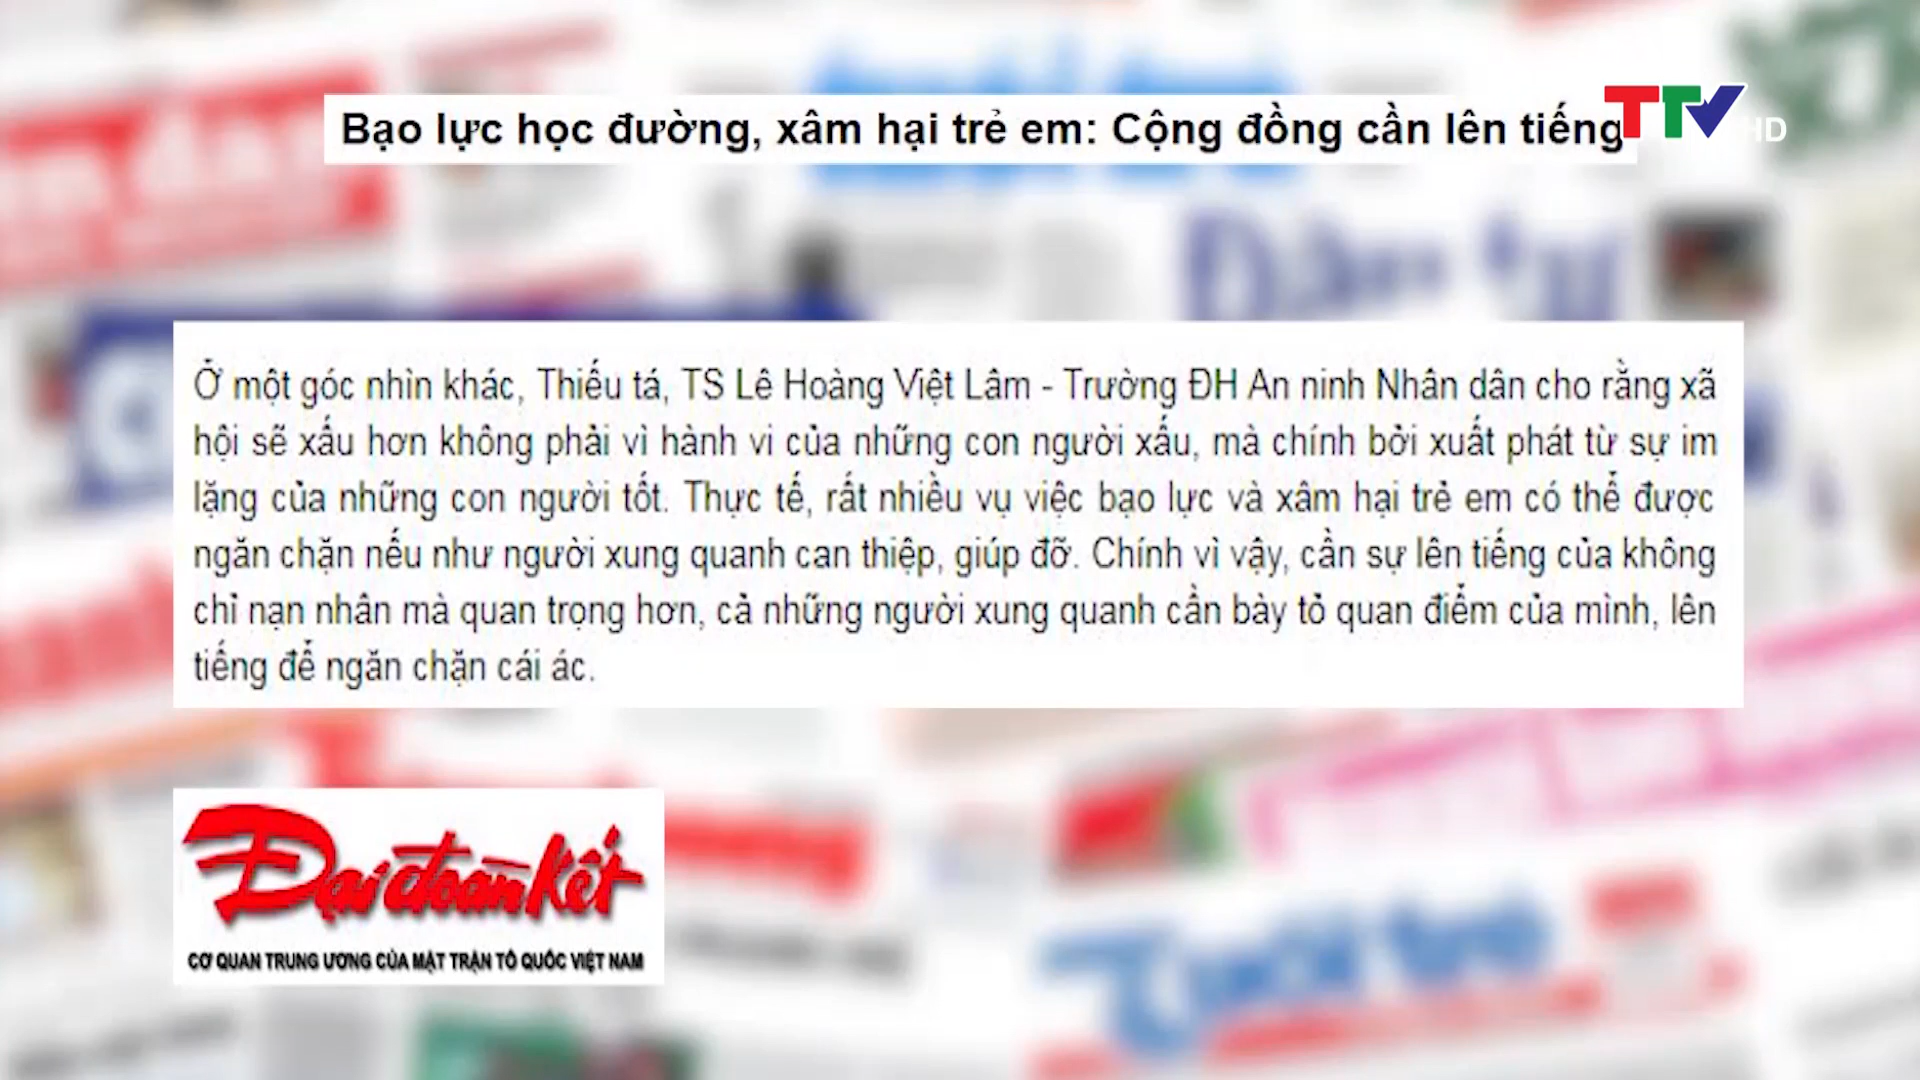 Bạo lực học đường, xâm hại trẻ em: Cộng đồng cần lên tiếng
TTV HD
Ở một góc nhìn khác, Thiếu tá, TS Lê Hoàng Việt Lâm - Trường ĐH An ninh Nhân dân cho rằng xã
hội sẽ xấu hơn không phải vì hành vi của những con người xấu, mà chính bởi xuất phát từ sự im
lặng của những con người tốt. Thực tế, rất nhiều vụ việc bạo lực và xâm hại trẻ em có thể được
ngăn chặn nếu như người xung quanh can thiệp, giúp đỡ. Chính vì vậy, cần sự lên tiếng của không
chỉ nạn nhân mà quan trọng hơn, cả những người xung quanh cần bày tỏ quan điểm của mình, lên
tiếng để ngăn chặn cái ác.
Đại đoàn kết
CƠ QUAN TRUNG ƯƠNG CỦA MẶT TRẬN TỔ QUỐC VIỆT NAM